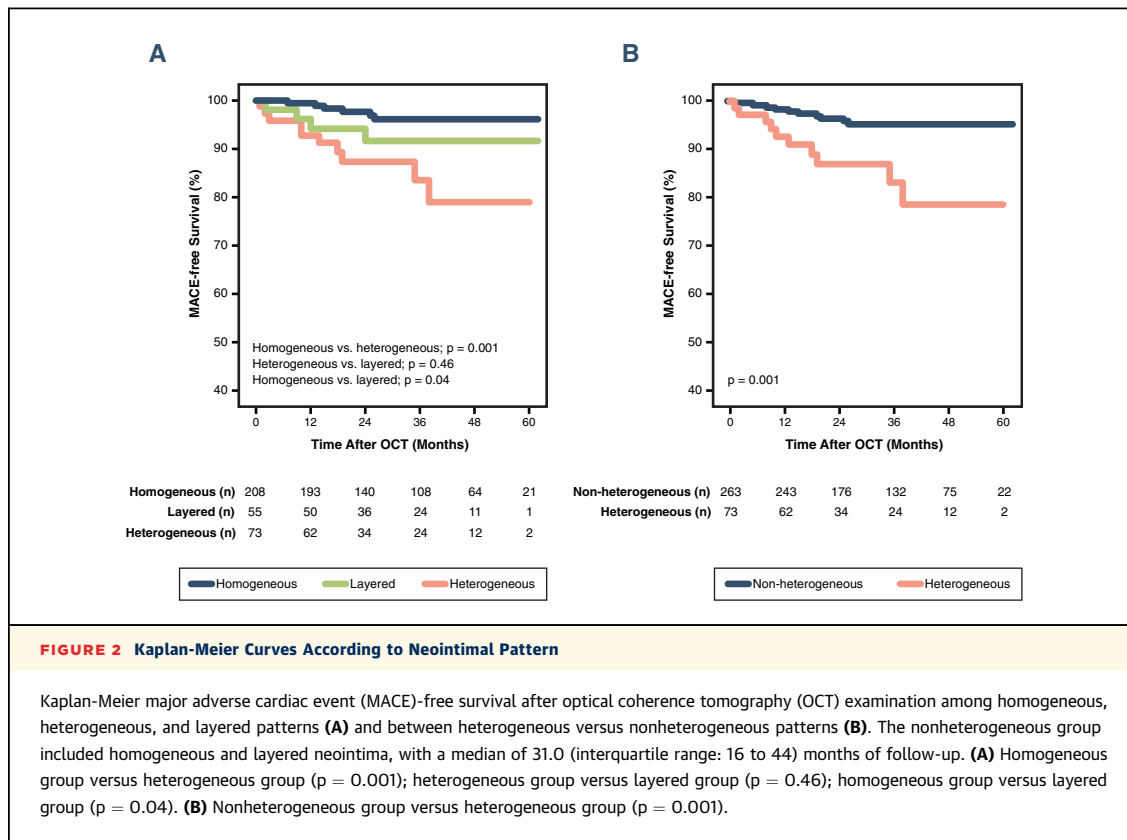 A
MACE-free Survival (%)
100
90
80
70
60
50
40
Homogeneous vs. heterogeneous; p = 0.001
Heterogeneous vs. layered; p = 0.46
Homogeneous vs. layered; p = 0.04
0 12 24 36 48 60
Time After OCT (Months)
Homogeneous (n) 208 193 140 108 64 21
Layered (n) 55 50 36 24 11 1
Heterogeneous (n) 73 62 34 24 12 2
Homogeneous Layered Heterogeneous
B
MACE-free Survival (%)
100
90
80
70
60
50
40
p = 0.001
0 12 24 36 48 60
Time After OCT (Months)
Non-heterogeneous (n) 263 243 176 132 75 22
Heterogeneous (n) 73 62 34 24 12 2
Non-heterogeneous Heterogeneous
FIGURE 2 Kaplan-Meier Curves According to Neointimal Pattern
Kaplan-Meier major adverse cardiac event (MACE)-free survival after optical coherence tomography (OCT) examination among homogeneous,
heterogeneous, and layered patterns (A) and between heterogeneous versus nonheterogeneous patterns (B). The nonheterogeneous group
included homogeneous and layered neointima, with a median of 31.0 (interquartile range: 16 to 44) months of follow-up. (A) Homogeneous
group versus heterogeneous group (p = 0.001); heterogeneous group versus layered group (p = 0.46); homogeneous group versus layered
group (p = 0.04). (B) Nonheterogeneous group versus heterogeneous group (p = 0.001).